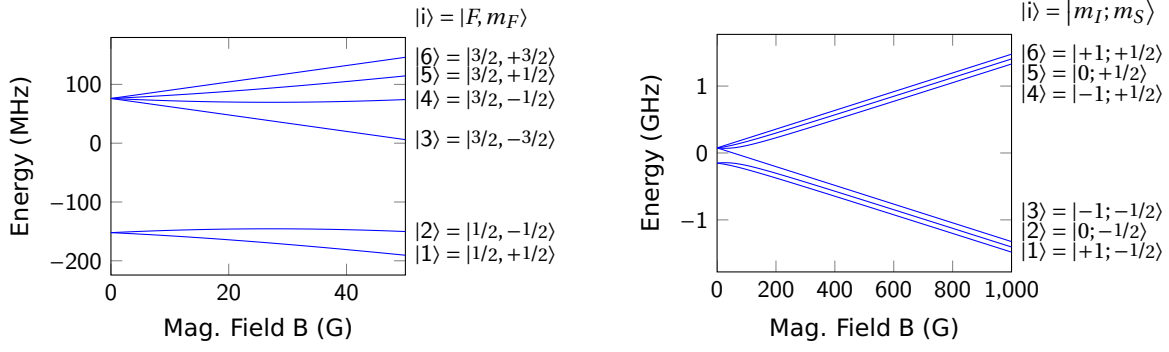 |i⟩ = |F, mF⟩
Energy (MHz)
100
0
−100
−200
0
20
40
Mag. Field B (G)
|6⟩ = |3/2, +3/2⟩
|5⟩ = |3/2, +1/2⟩
|4⟩ = |3/2, −1/2⟩
|3⟩ = |3/2, −3/2⟩
|2⟩ = |1/2, −1/2⟩
|1⟩ = |1/2, +1/2⟩
|i⟩ = |mI; mS⟩
Energy (GHz)
1
0
−1
0
200
400
600
800
1,000
Mag. Field B (G)
|6⟩ = |+1; +1/2⟩
|5⟩ = |0; +1/2⟩
|4⟩ = |−1; +1/2⟩
|3⟩ = |−1; −1/2⟩
|2⟩ = |0; −1/2⟩
|1⟩ = |+1; −1/2⟩